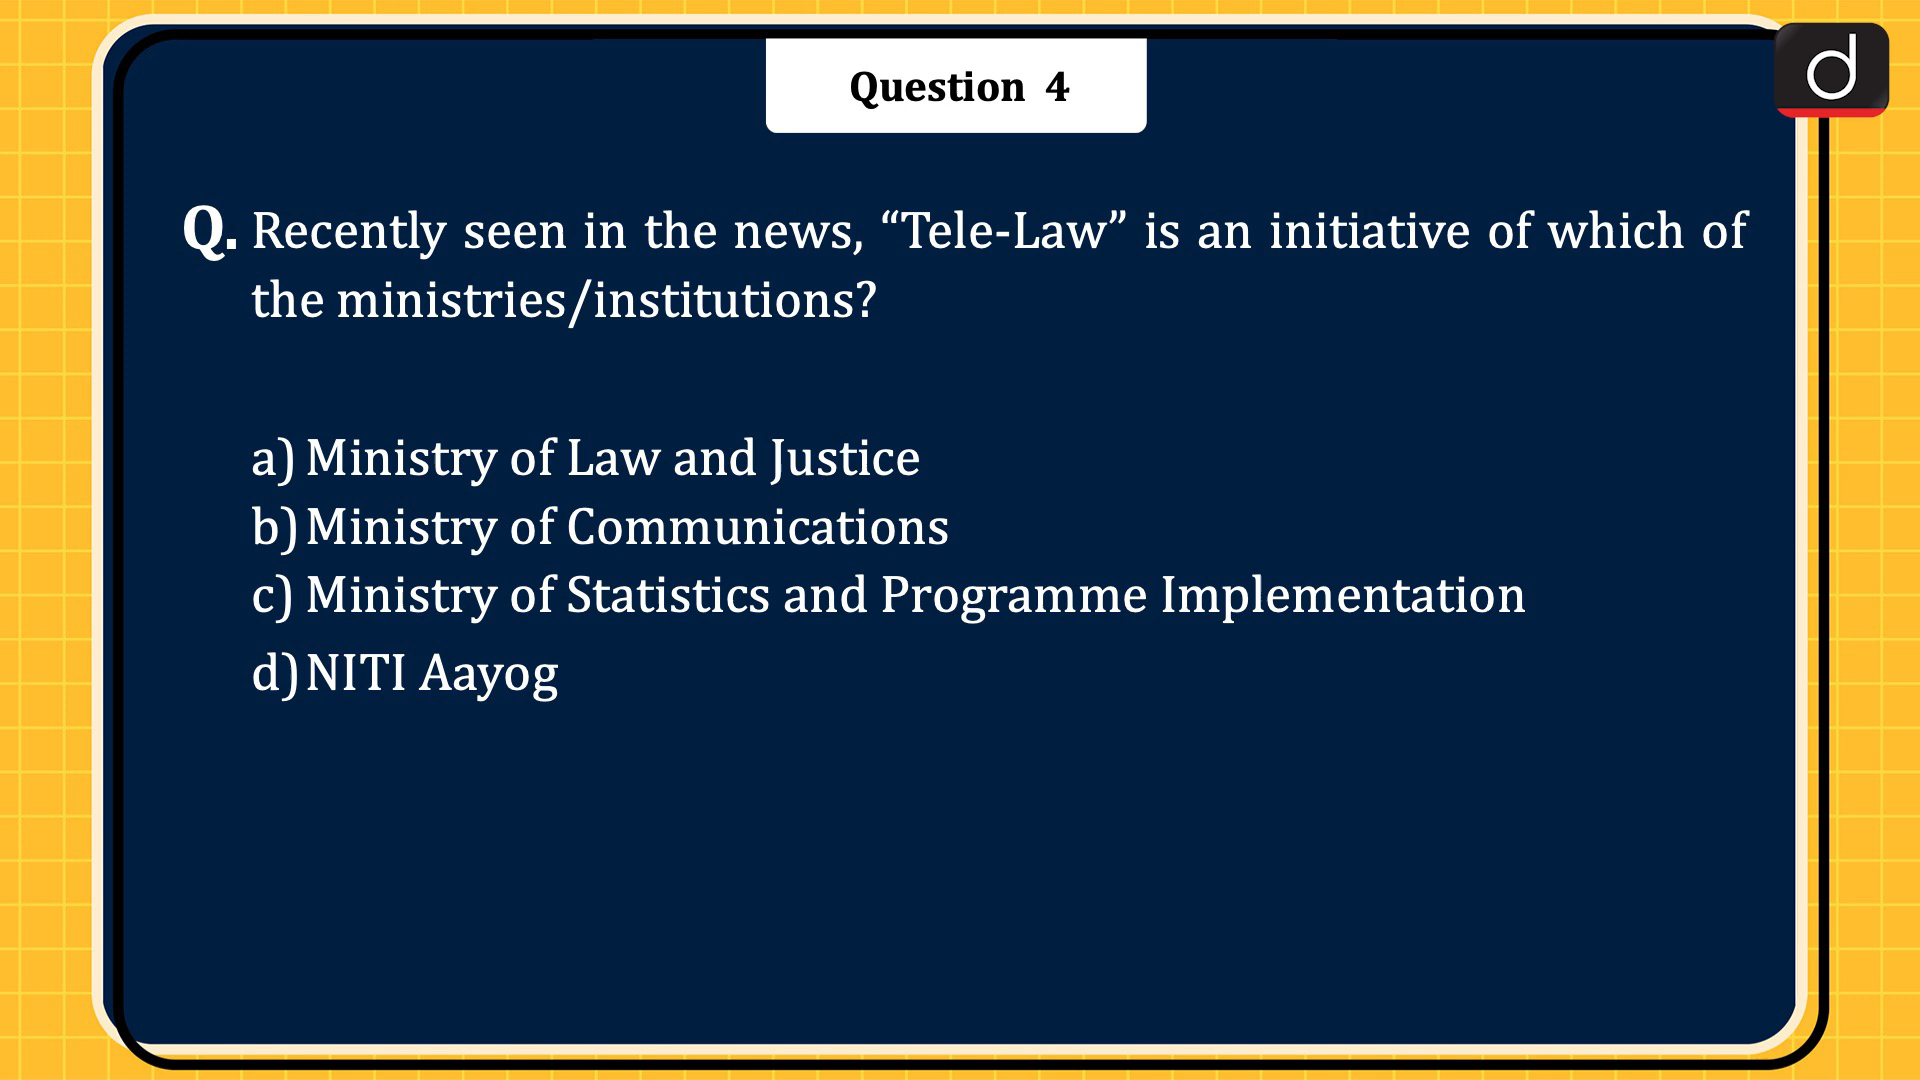 Question 4
Q. Recently seen in the news, “Tele-Law” is an initiative of which of
the ministries/institutions?
a) Ministry of Law and Justice
b) Ministry of Communications
c) Ministry of Statistics and Programme Implementation
d) NITI Aayog
d